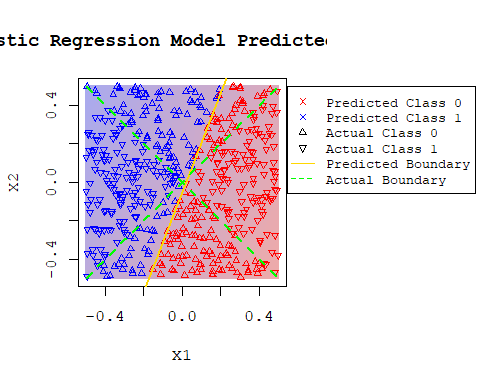 stic Regression Model Predicted
Predicted Class 0
Predicted Class 1
Actual Class 0
Actual Class 1
Predicted Boundary
Actual Boundary
0.4
0.0
-0.4
X2
-0.4 0.0 0.4
X1